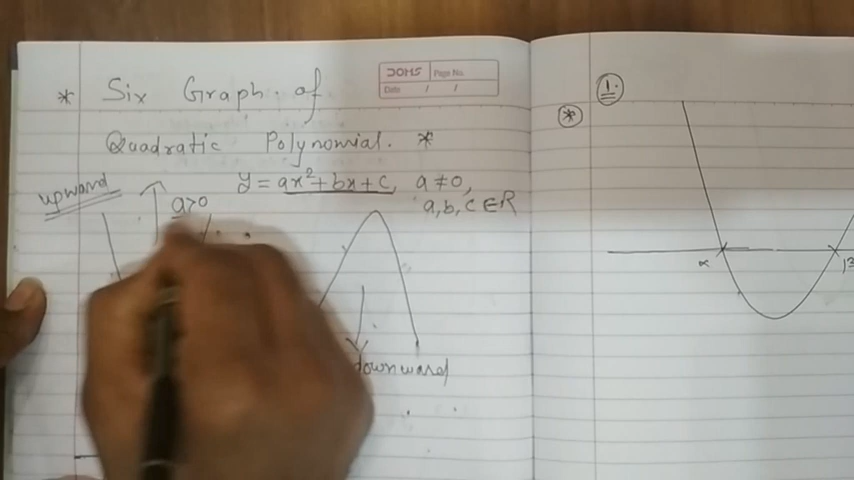 * Six Graph of
DOMS Page No.
Date / /
Quadratic Polynomial. *
y = ax²+bx+c, a≠0,
a,b,c ∈ R
upward
a>0
downward
1.
*
α β